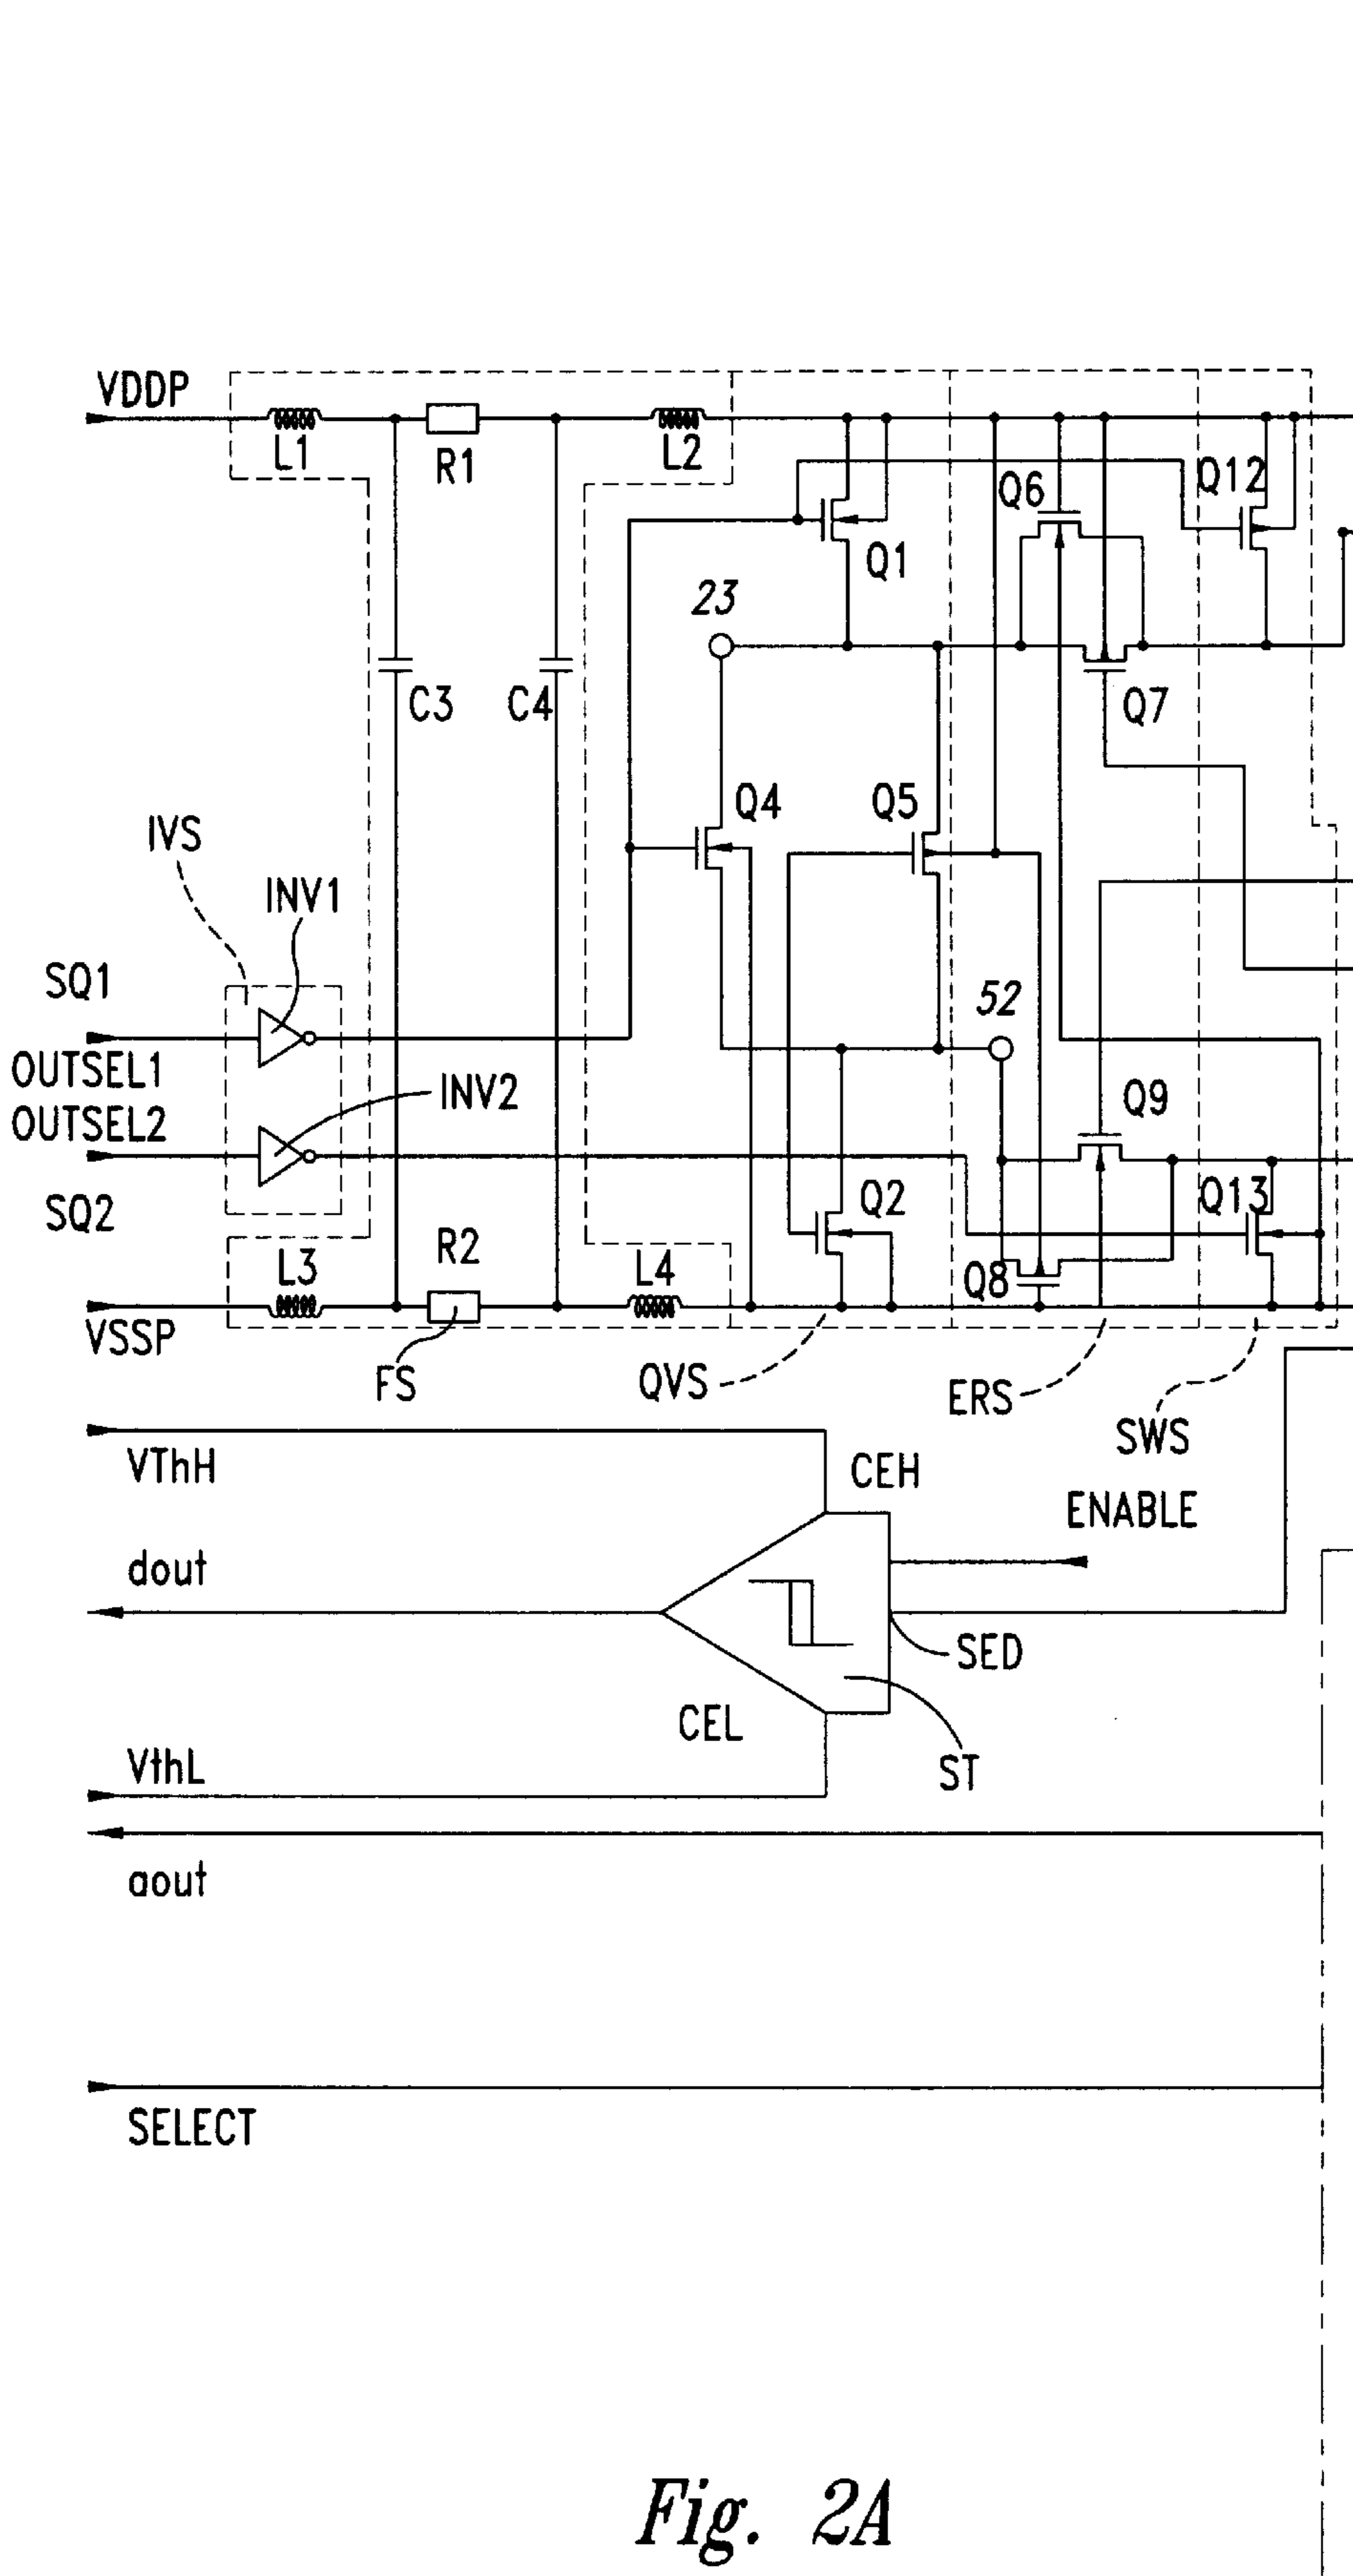 VDDP
L1
R1
L2
Q6
Q12
Q1
23
C3
C4
Q7
Q4
Q5
IVS
INV1
SQ1
52
OUTSEL1
OUTSEL2
INV2
Q9
SQ2
Q2
Q13
L3
R2
L4
Q8
VSSP
FS
QVS
ERS
SWS
VThH
CEH
ENABLE
dout
SED
CEL
VthL
ST
aout
SELECT
Fig. 2A